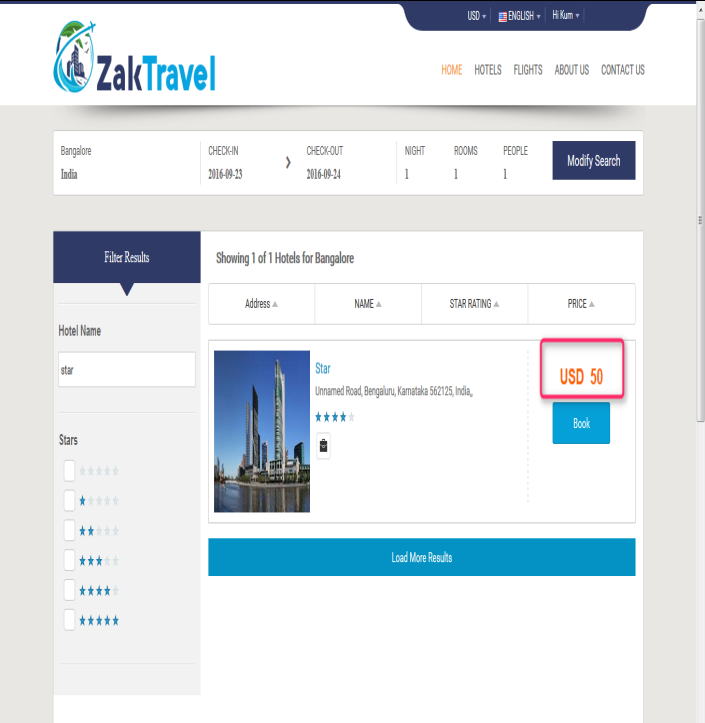 USD ENGLISH Hi Kum
ZakTravel
HOME HOTELS FLIGHTS ABOUT US CONTACT US
Bangalore CHECK-IN CHECK-OUT NIGHT ROOMS PEOPLE
India 2016-09-23 2016-09-24 1 1 1
Modify Search
Filter Results
Showing 1 of 1 Hotels for Bangalore
Address NAME STAR RATING PRICE
Hotel Name
star
Stars
Star
Unnamed Road, Bengaluru, Karnataka 562125, India,,
USD 50
Book
Load More Results